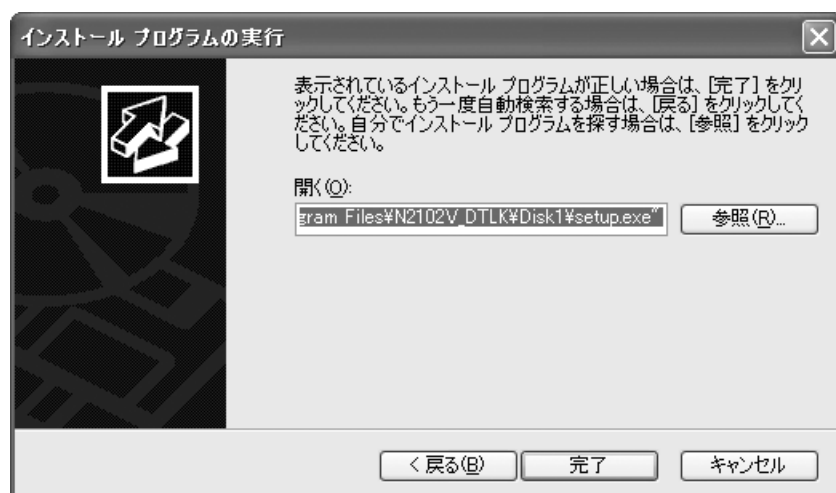 インストール プログラムの実行
表示されているインストール プログラムが正しい場合は、[完了] をクリ
ックしてください。もう一度自動検索する場合は、[戻る] をクリックしてく
ださい。自分でインストール プログラムを探す場合は、[参照] をクリック
してください。
開く(O):
gram Files¥N2102V_DTLK¥Disk1¥setup.exe"
参照(R)...
< 戻る(B)
完了
キャンセル